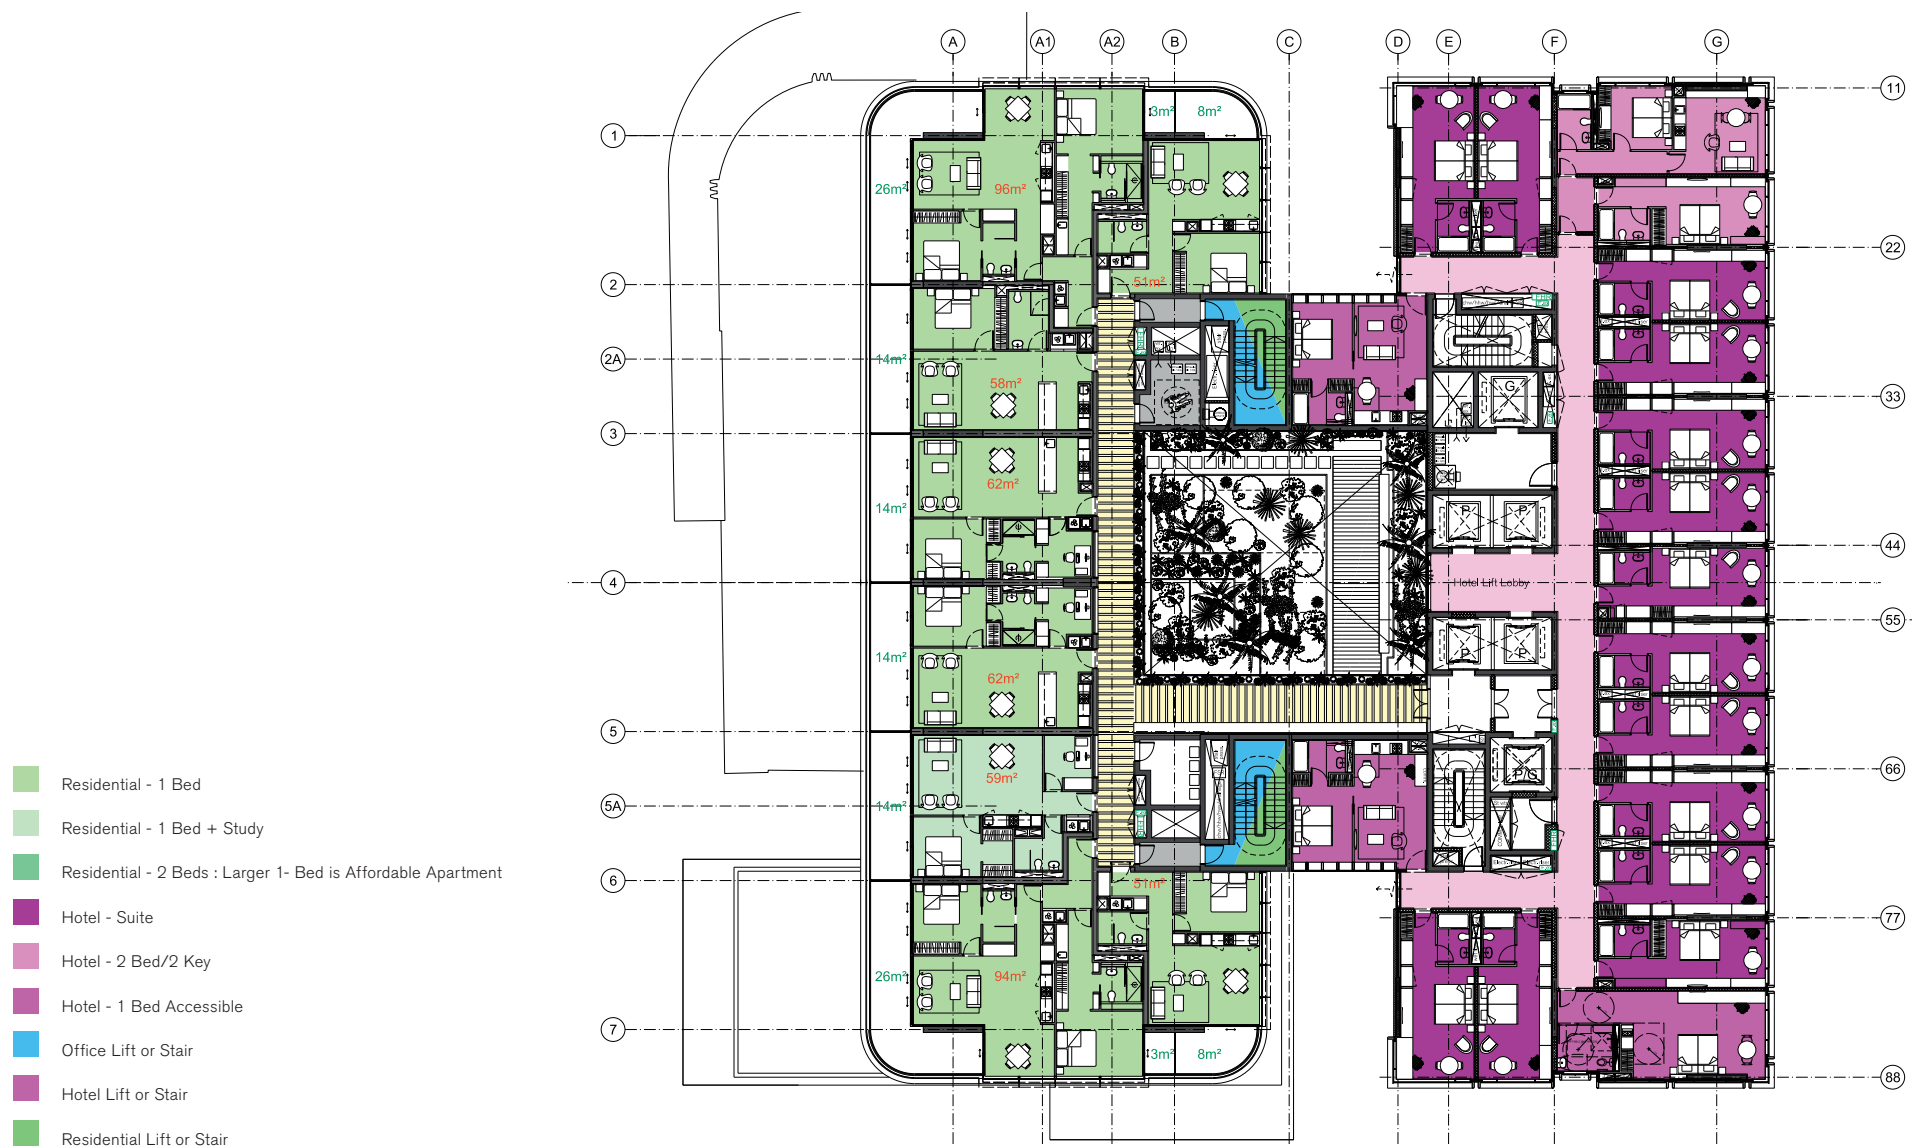 A A1 A2 B C D E F G
11
1
3m² 8m²
26m² 96m²
22
2
51m²
2A
14m²
58m²
G
33
3
62m²
14m²
P P
44
4
Hotel Lift Lobby
55
14m²
P P
62m²
5
59m²
66
P/G
5A
14m²
6
51m²
77
26m² 94m²
7
3m² 8m²
88
Residential - 1 Bed
Residential - 1 Bed + Study
Residential - 2 Beds : Larger 1- Bed is Affordable Apartment
Hotel - Suite
Hotel - 2 Bed/2 Key
Hotel - 1 Bed Accessible
Office Lift or Stair
Hotel Lift or Stair
Residential Lift or Stair